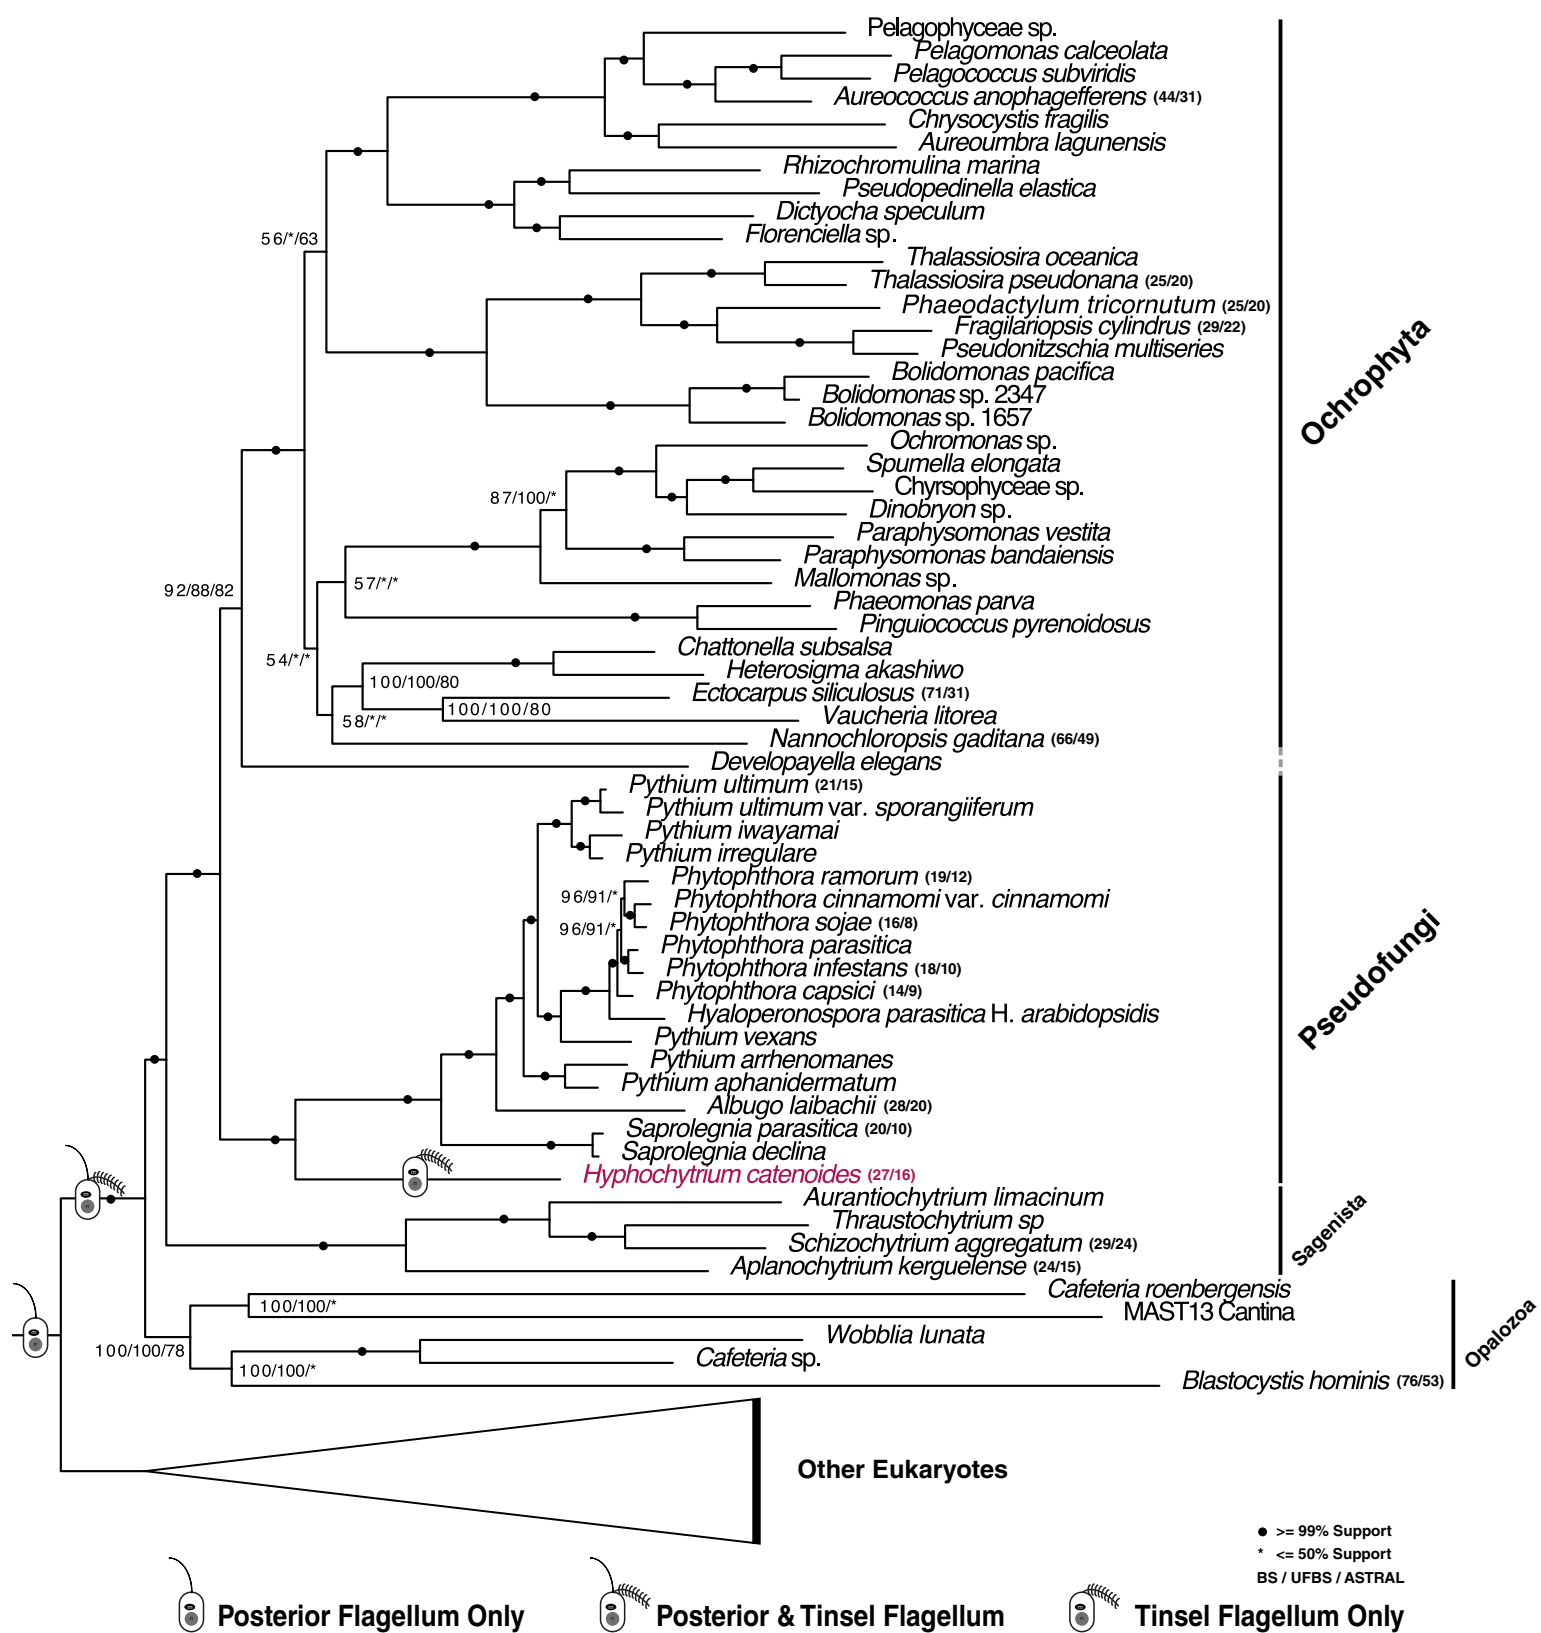 Pelagophyceae sp.
Pelagomonas calceolata
Pelagococcus subviridis
Aureococcus anophagefferens (44/31)
Chrysocystis fragilis
Aureoumbra lagunensis
Rhizochromulina marina
Pseudopedinella elastica
Dictyocha speculum
Florenciella sp.
56/*/63
Thalassiosira oceanica
Thalassiosira pseudonana (25/20)
Phaeodactylum tricornutum (25/20)
Fragilariopsis cylindrus (29/22)
Pseudonitzschia multiseries
Bolidomonas pacifica
Bolidomonas sp. 2347
Bolidomonas sp. 1657
Ochrophyta
Ochromonas sp.
Spumella elongata
Chyrsophyceae sp.
87/100/*
Dinobryon sp.
Paraphysomonas vestita
Paraphysomonas bandaiensis
Mallomonas sp.
57/*/*
92/88/82
Phaeomonas parva
Pinguiococcus pyrenoidosus
Chattonella subsalsa
54/*/*
Heterosigma akashiwo
100/100/80
Ectocarpus siliculosus (71/31)
100/100/80
Vaucheria litorea
58/*/*
Nannochloropsis gaditana (66/49)
Developayella elegans
Pythium ultimum (21/15)
Pythium ultimum var. sporangiiferum
Pythium iwayamai
Pythium irregulare
Phytophthora ramorum (19/12)
96/91/*
Phytophthora cinnamomi var. cinnamomi
Phytophthora sojae (16/8)
96/91/*
Phytophthora parasitica
Phytophthora infestans (18/10)
Phytophthora capsici (14/9)
Hyaloperonospora parasitica H. arabidopsidis
Pseudofungi
Pythium vexans
Pythium arrhenomanes
Pythium aphanidermatum
Albugo laibachii (28/20)
Saprolegnia parasitica (20/10)
Saprolegnia declina
Hyphochytrium catenoides (27/16)
Aurantiochytrium limacinum
Thraustochytrium sp
Schizochytrium aggregatum (29/24)
Aplanochytrium kerguelense (24/15)
Sagenista
Cafeteria roenbergensis
100/100/*
MAST13 Cantina
Wobblia lunata
100/100/78
Cafeteria sp.
100/100/*
Blastocystis hominis (76/53)
Opalozoa
Other Eukaryotes
>= 99% Support
* <= 50% Support
BS / UFBS / ASTRAL
Posterior Flagellum Only
Posterior & Tinsel Flagellum
Tinsel Flagellum Only